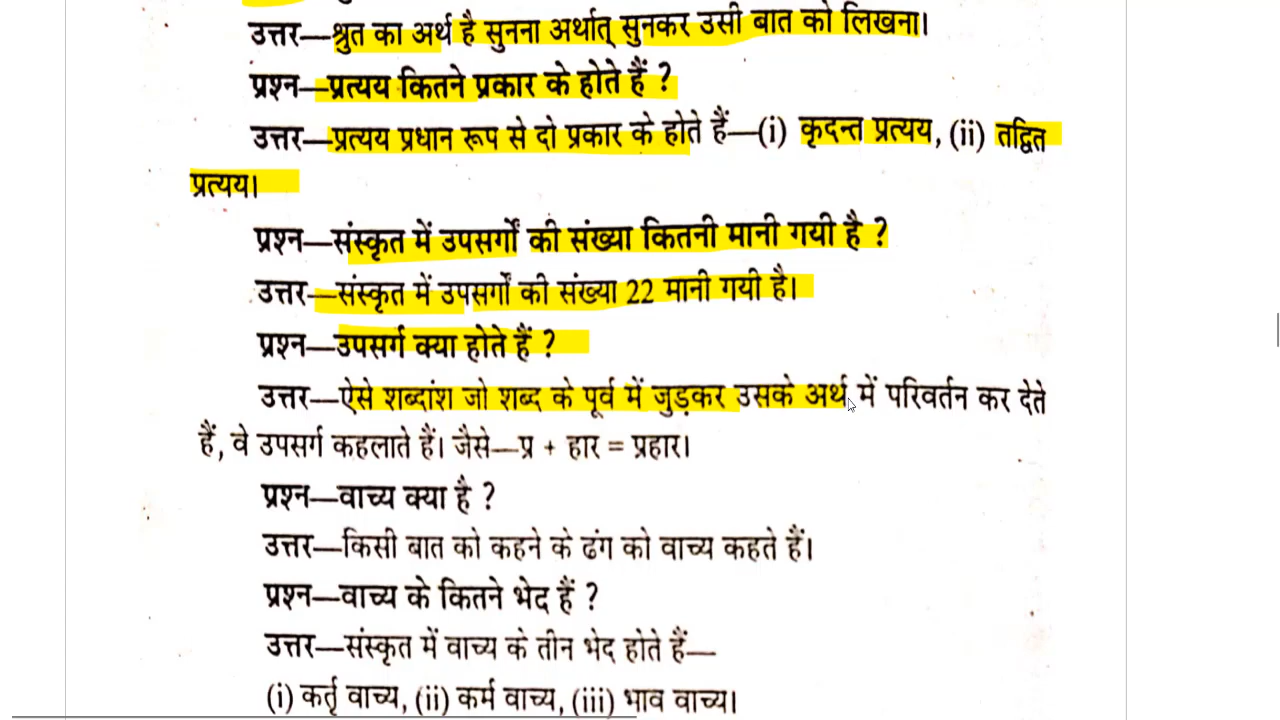 उत्तर—श्रुत का अर्थ है सुनना अर्थात् सुनकर उसी बात को लिखना।
प्रश्न—प्रत्यय कितने प्रकार के होते हैं ?
उत्तर—प्रत्यय प्रधान रूप से दो प्रकार के होते हैं—(i) कृदन्त प्रत्यय, (ii) तद्वित
प्रत्यय।
प्रश्न—संस्कृत में उपसर्गों की संख्या कितनी मानी गयी है ?
उत्तर—संस्कृत में उपसर्गों की संख्या 22 मानी गयी है।
प्रश्न—उपसर्ग क्या होते हैं ?
उत्तर—ऐसे शब्दांश जो शब्द के पूर्व में जुड़कर उसके अर्थ में परिवर्तन कर देते
हैं, वे उपसर्ग कहलाते हैं। जैसे—प्र + हार = प्रहार।
प्रश्न—वाच्य क्या है ?
उत्तर—किसी बात को कहने के ढंग को वाच्य कहते हैं।
प्रश्न—वाच्य के कितने भेद हैं ?
उत्तर—संस्कृत में वाच्य के तीन भेद होते हैं—
(i) कर्तृ वाच्य, (ii) कर्म वाच्य, (iii) भाव वाच्य।